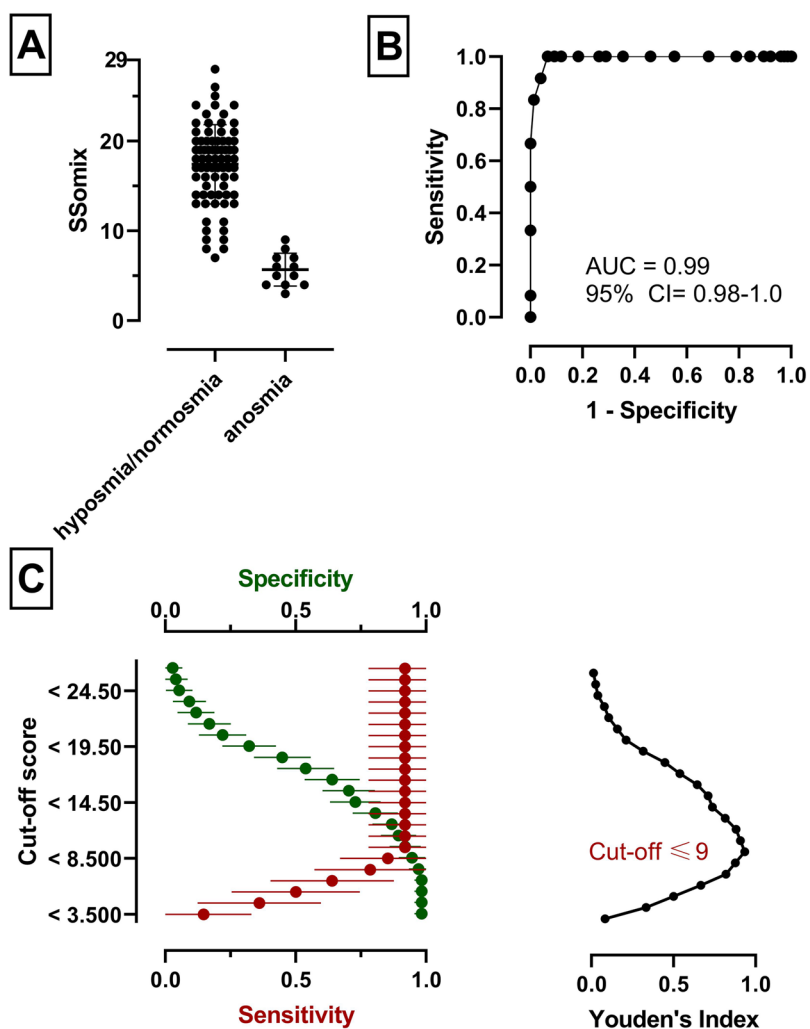 A
SSomix
29
20
10
0
hyposmia/normosmia
anosmia
B
Sensitivity
1.0
0.8
0.6
0.4
0.2
0.0
AUC = 0.99
95% CI= 0.98-1.0
0.0 0.2 0.4 0.6 0.8 1.0
1 - Specificity
C
Specificity
0.0 0.5 1.0
Cut-off score
< 24.50
< 19.50
< 14.50
< 8.500
< 3.500
0.0 0.5 1.0
Sensitivity
Cut-off ⩽ 9
0.0 0.5 1.0
Youden's Index